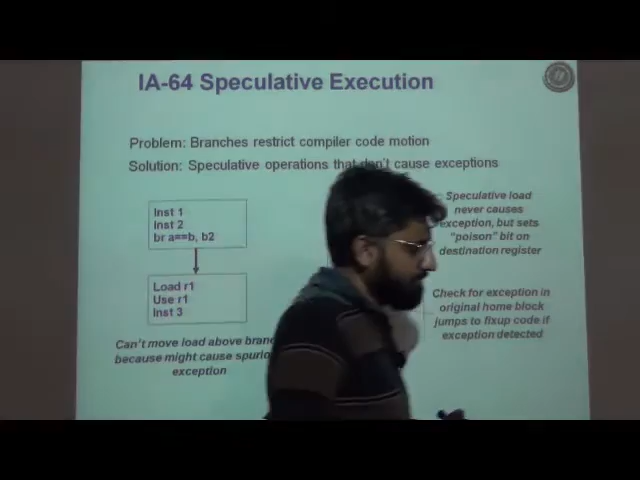 IA-64 Speculative Execution
Problem: Branches restrict compiler code motion
Solution: Speculative operations that don't cause exceptions
Inst 1
Inst 2
br a==b, b2
Load r1
Use r1
Inst 3
Can't move load above
because might cause
exception
Speculative load
never causes
exception, but sets
"poison" bit on
destination register
Check for exception in
original home block
jumps to fixup code if
exception detected